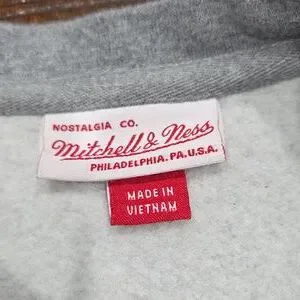 NOSTALGIA CO.
Mitchell & Ness
PHILADELPHIA. PA. U.S.A.
MADE IN
VIETNAM